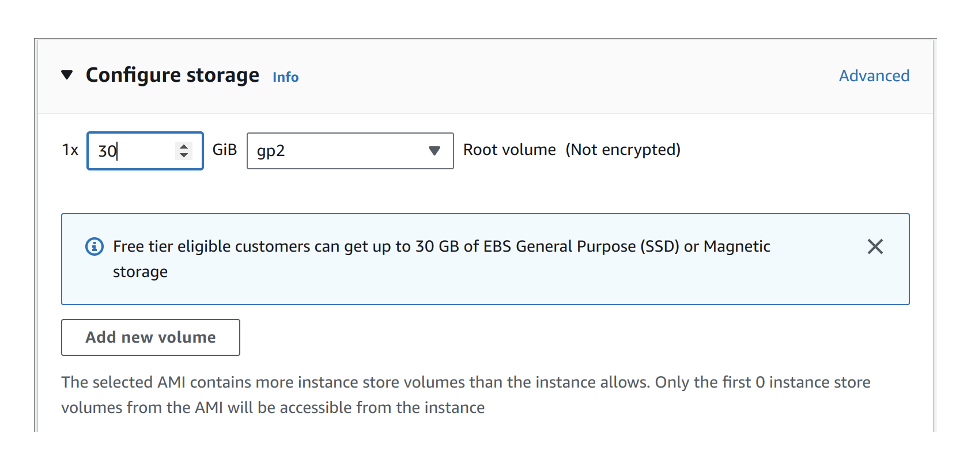 Configure storage Info Advanced
1x 30 GiB gp2 Root volume (Not encrypted)
Free tier eligible customers can get up to 30 GB of EBS General Purpose (SSD) or Magnetic
storage
Add new volume
The selected AMI contains more instance store volumes than the instance allows. Only the first 0 instance store
volumes from the AMI will be accessible from the instance